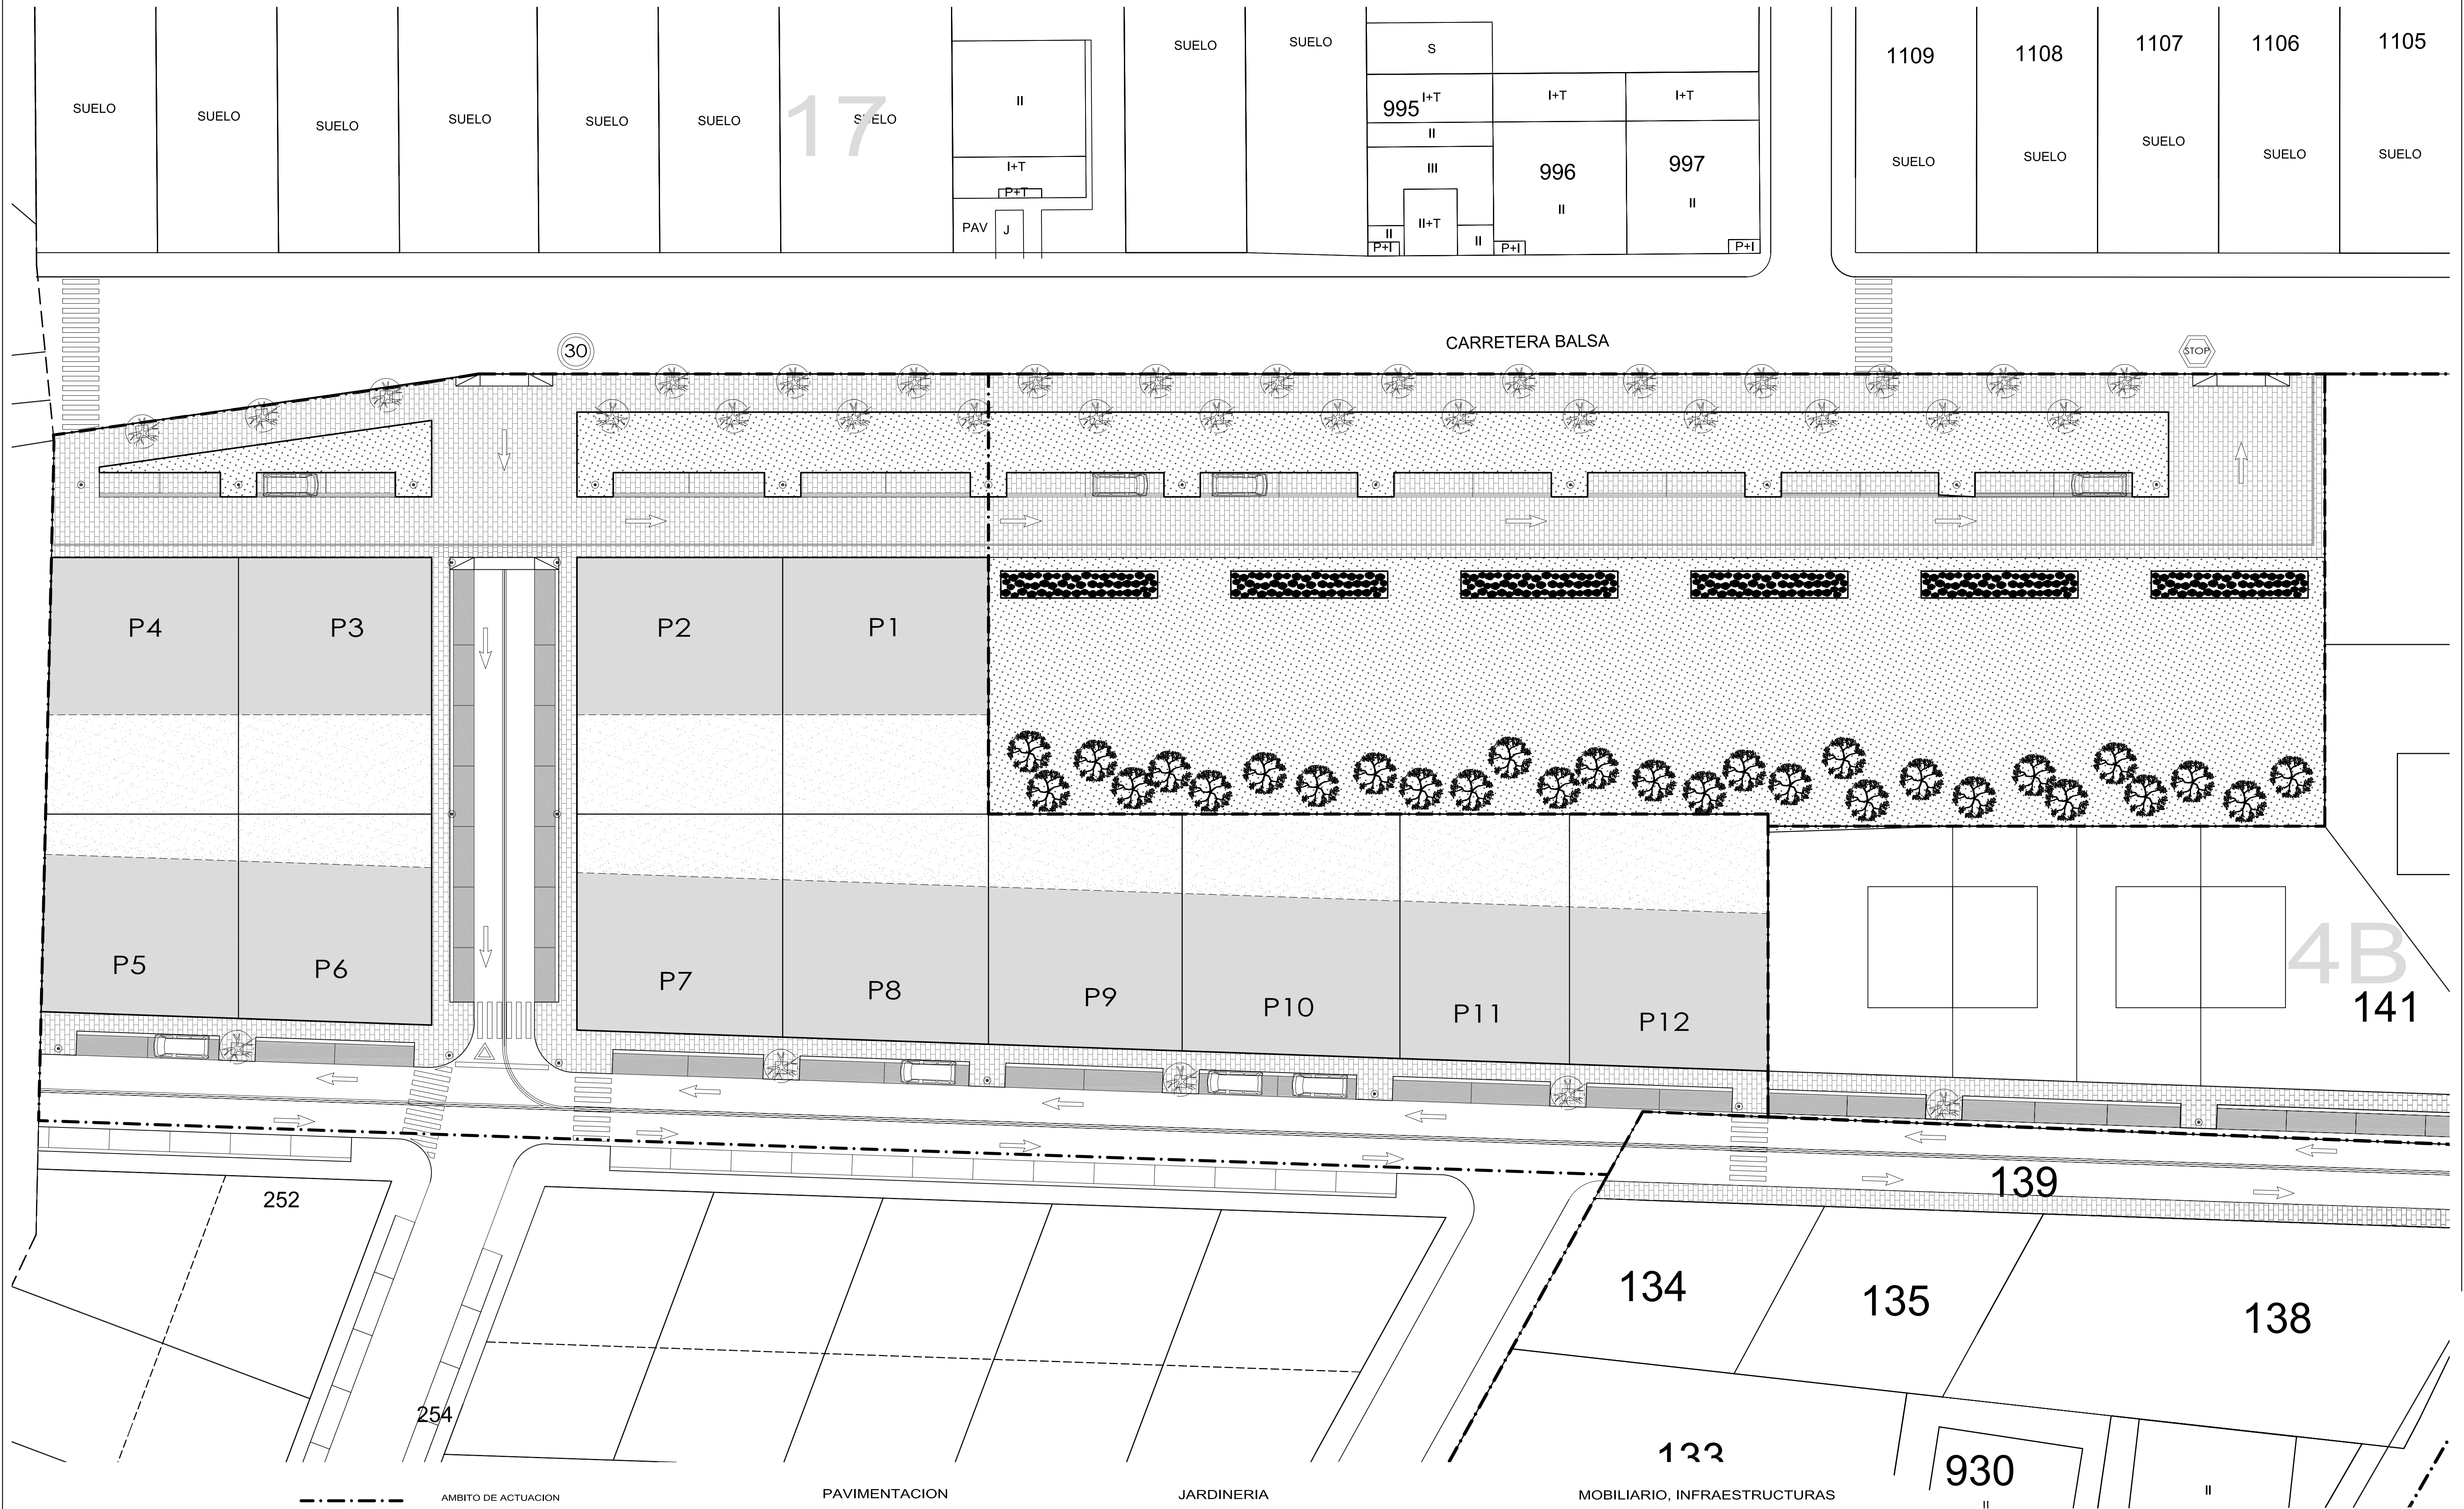 SUELO
SUELO
SUELO
SUELO
SUELO
SUELO
SUELO
17
II
I+T
P+T
PAV
J
SUELO
SUELO
S
995
I+T
II
III
II+T
II
II
P+I
I+T
996
II
P+I
I+T
997
II
P+I
1109
1108
1107
1106
1105
SUELO
SUELO
SUELO
SUELO
SUELO
30
CARRETERA BALSA
STOP
P4
P3
P2
P1
P5
P6
P7
P8
P9
P10
P11
P12
4B
141
139
252
254
134
135
138
133
930
II
II
AMBITO DE ACTUACION
PAVIMENTACION
JARDINERIA
MOBILIARIO, INFRAESTRUCTURAS